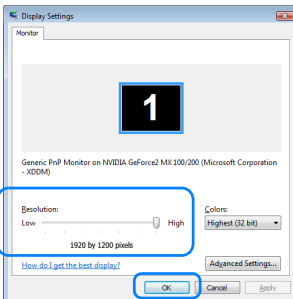 Display Settings
Monitor
1
Generic PnP Monitor on NVIDIA GeForce2 MX 100/200 (Microsoft Corporation
- XDDM)
Resolution: Colors:
Low High Highest (32 bit)
1920 by 1200 pixels
How do I get the best display? Advanced Settings...
OK Cancel Apply